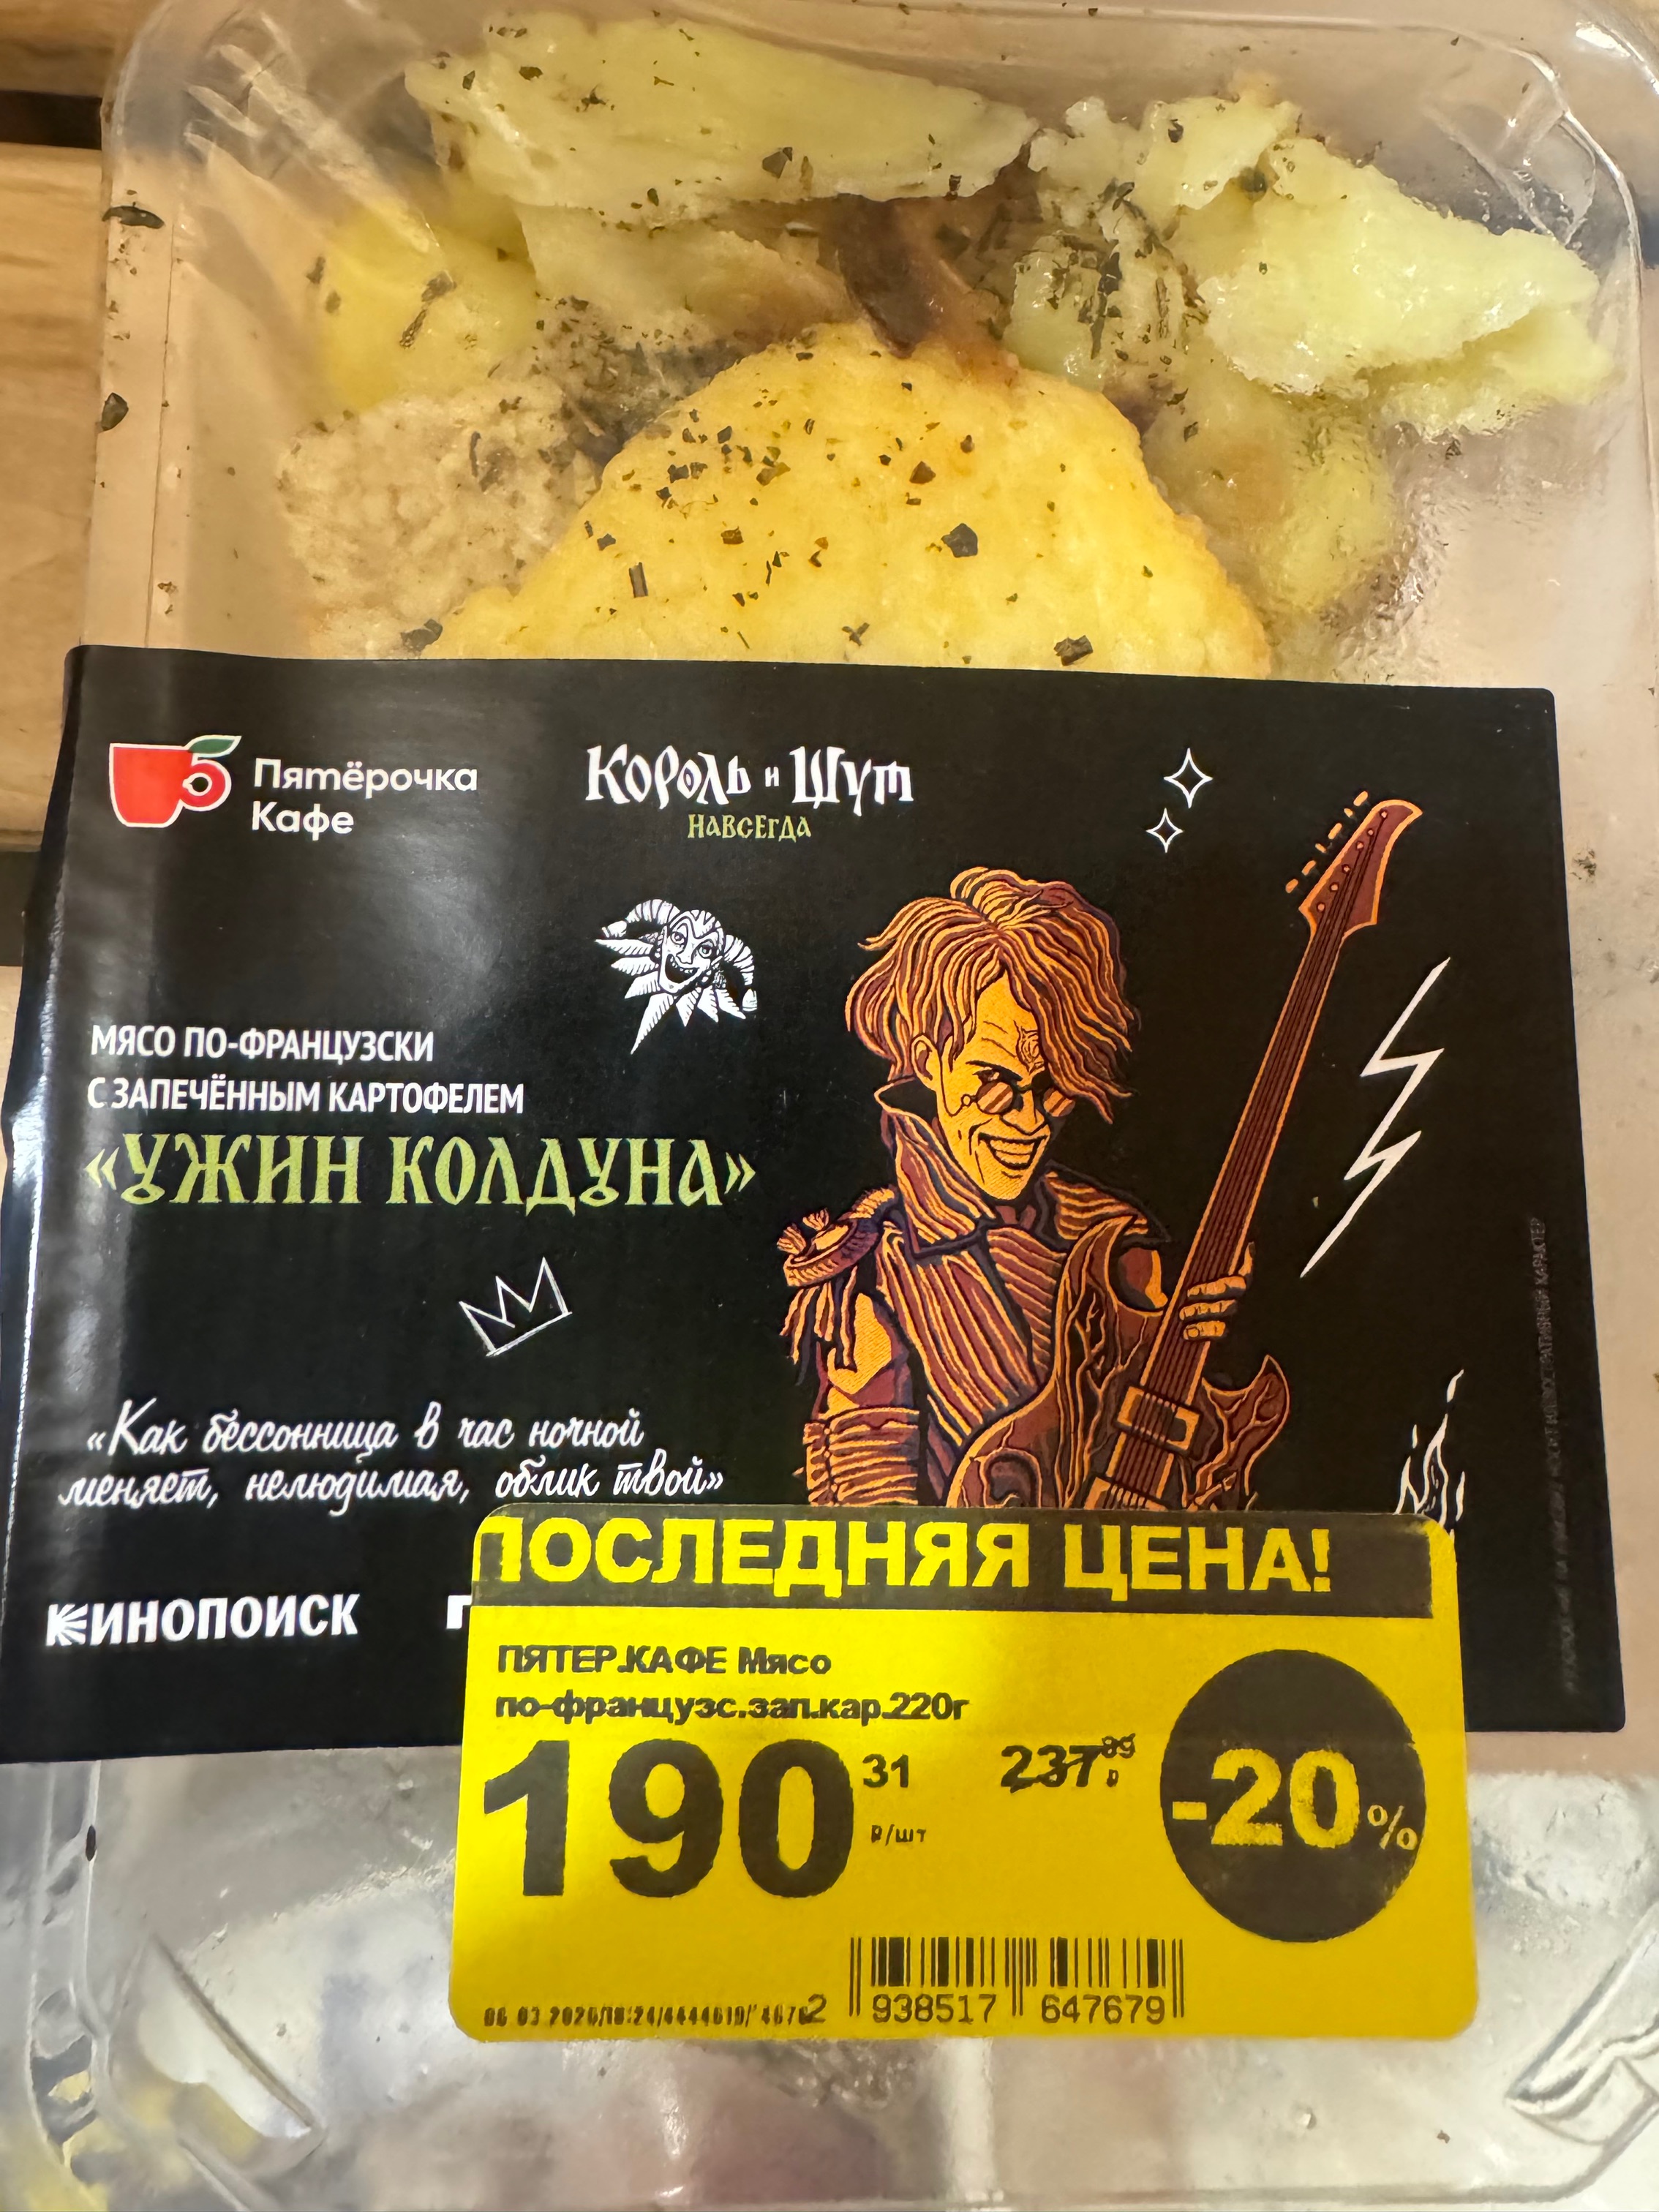 Пятёрочка
Кафе
Король и Шут
НАВСЕГДА
МЯСО ПО-ФРАНЦУЗСКИ
С ЗАПЕЧЁННЫМ КАРТОФЕЛЕМ
«УЖИН КОЛДУНА»
«Как бессонница в час ночной
меняет, нелюдимая, облик твой»
КИНОПОИСК
ПОСЛЕДНЯЯ ЦЕНА!
ПЯТЕР.КАФЕ Мясо
по-французс.зап.кар.220г
190 31 ₽/шт
237 89 ₽
-20%
2 938517 647679